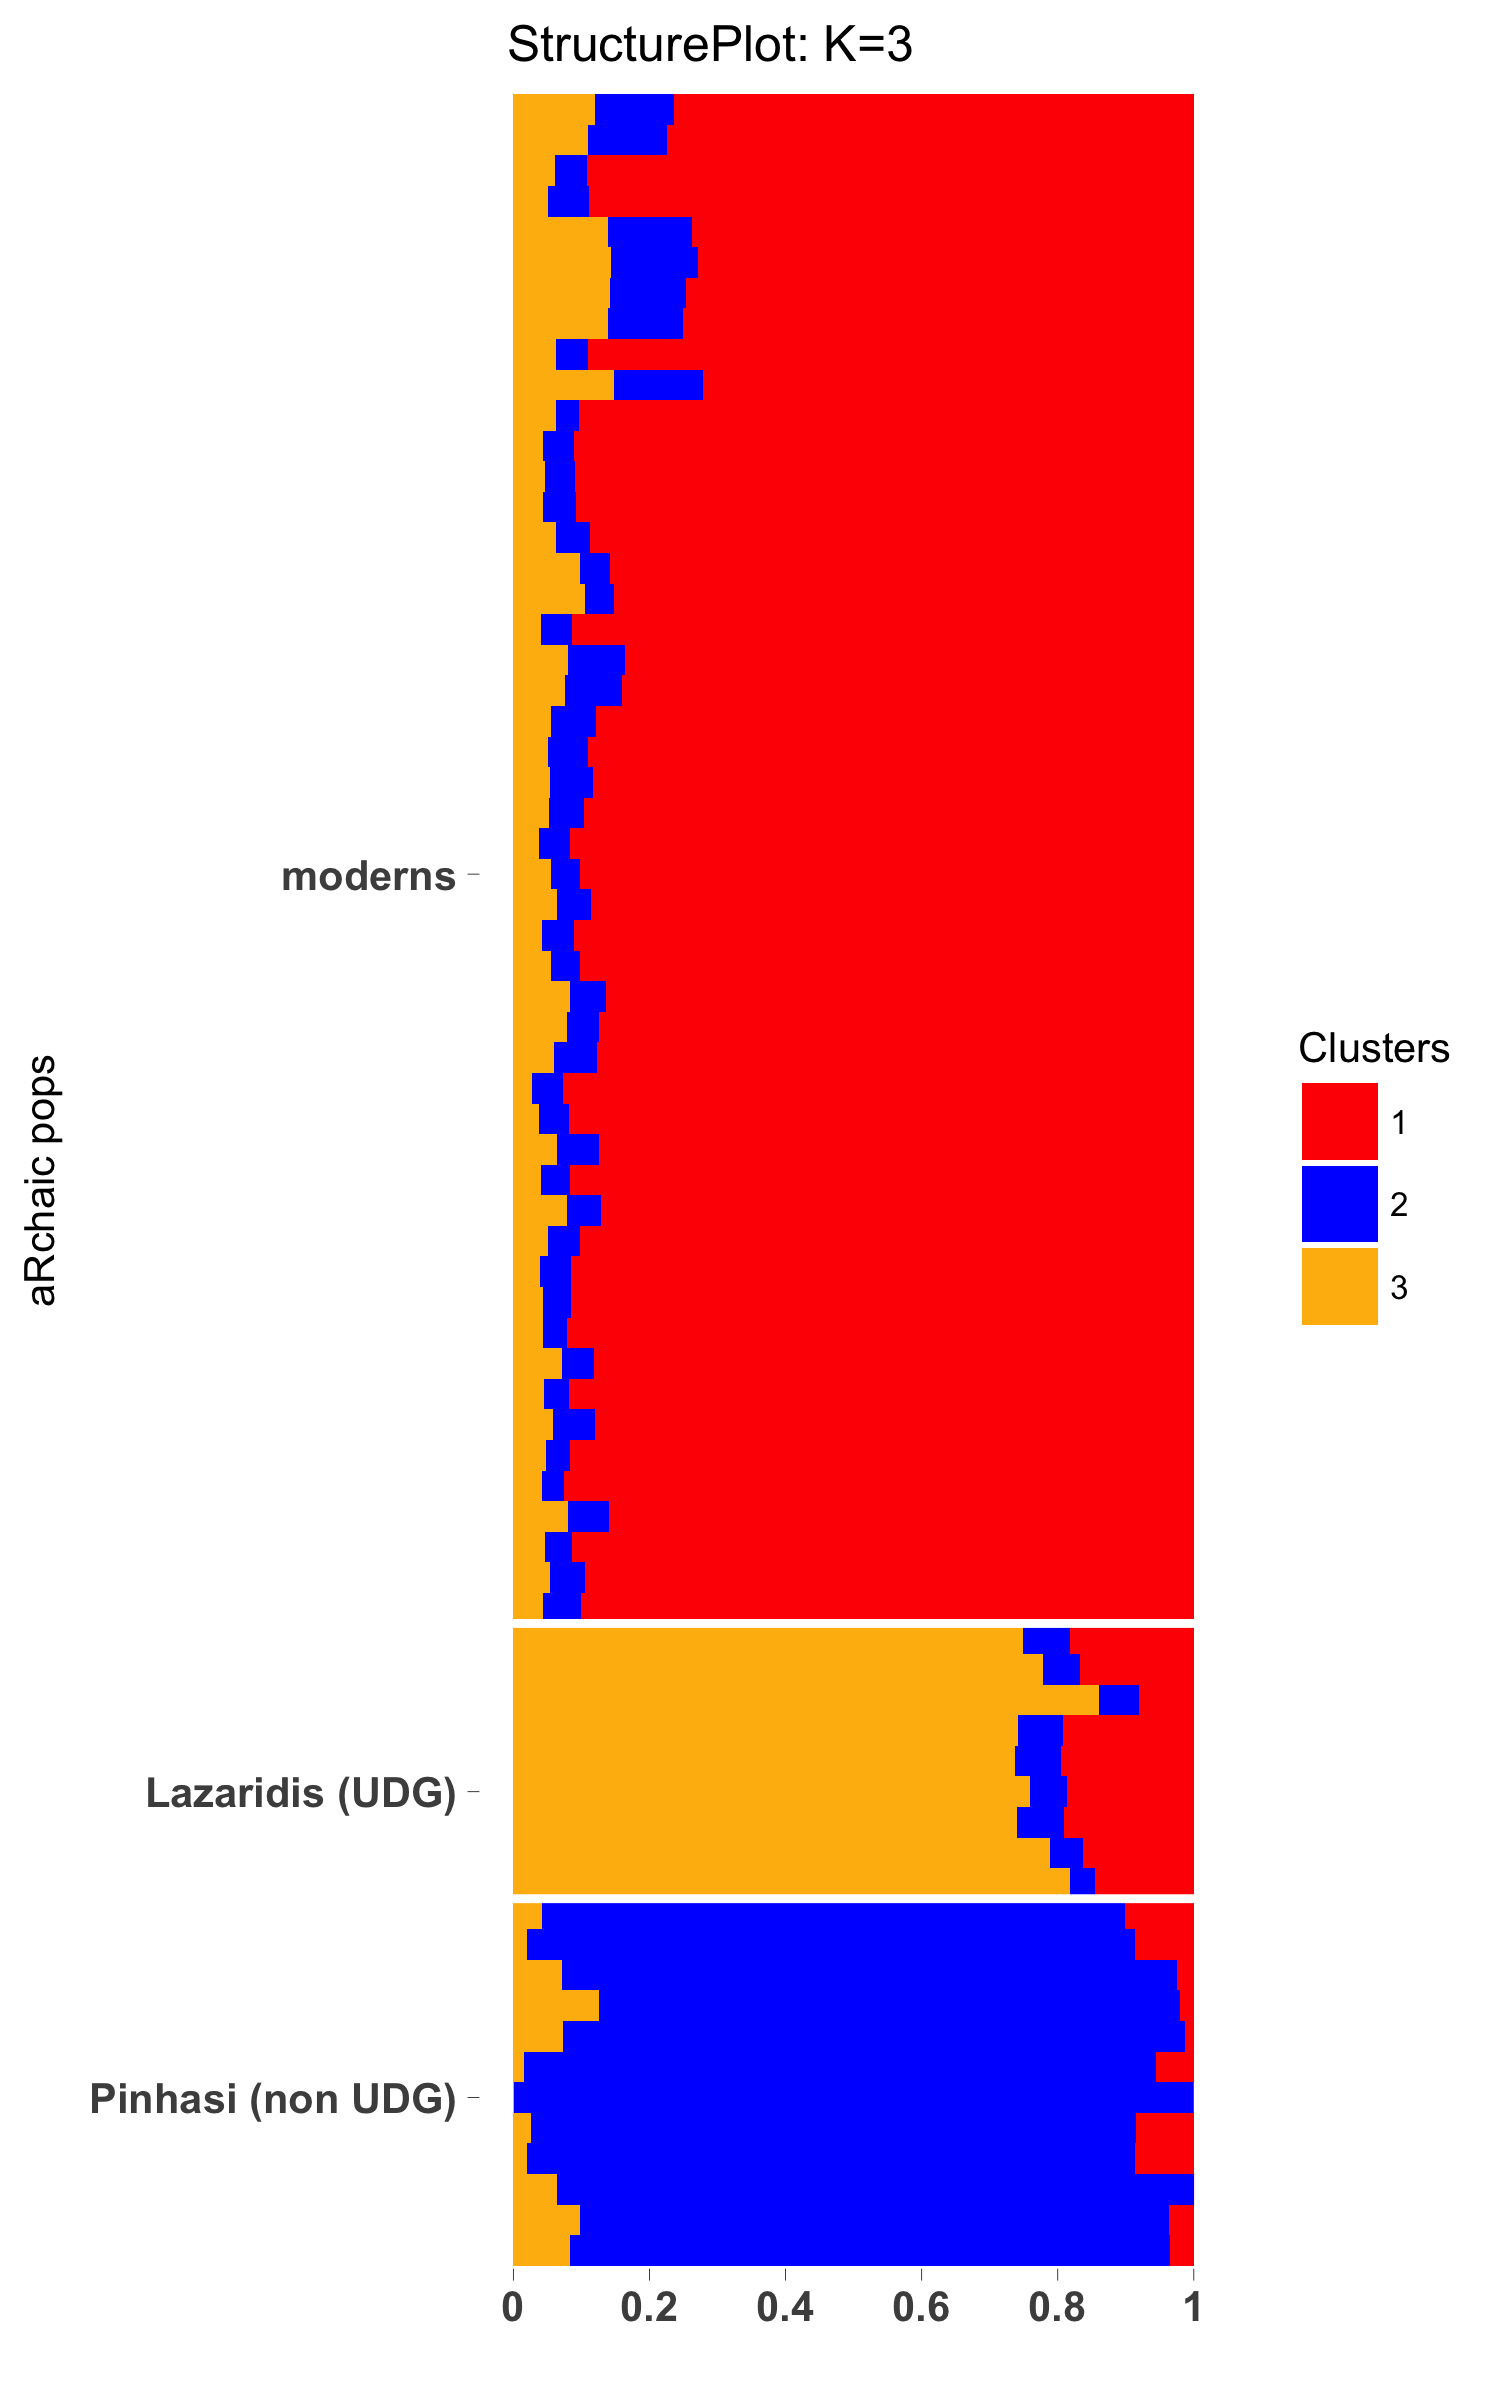 StructurePlot: K=3
aRchaic pops
moderns
Lazaridis (UDG)
Pinhasi (non UDG)
0 0.2 0.4 0.6 0.8 1
Clusters
1
2
3